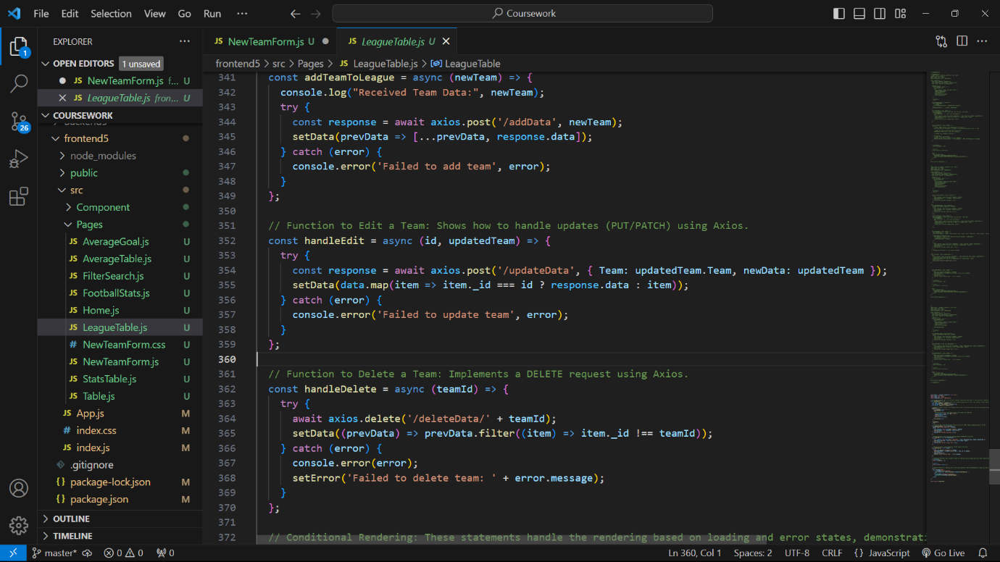 File Edit Selection View Go Run ··· Coursework
EXPLORER ···
OPEN EDITORS 1 unsaved
NewTeamForm.js f... U
LeagueTable.js fron... U
COURSEWORK
Backend5
frontend5
node_modules
public
src
Component
Pages
JS AverageGoal.js U
JS AverageTable.js U
JS FilterSearch.js U
JS FootballStats.js U
JS Home.js U
JS LeagueTable.js U
# NewTeamForm.css U
JS NewTeamForm.js U
JS StatsTable.js U
JS Table.js U
JS App.js M
# index.css M
JS index.js M
.gitignore
{} package-lock.json M
{} package.json M
OUTLINE
TIMELINE
JS NewTeamForm.js U JS LeagueTable.js U
frontend5 > src > Pages > JS LeagueTable.js > LeagueTable
341 const addTeamToLeague = async (newTeam) => {
342 console.log("Received Team Data:", newTeam);
343 try {
344 const response = await axios.post('/addData', newTeam);
345 setData(prevData => [...prevData, response.data]);
346 } catch (error) {
347 console.error('Failed to add team', error);
348 }
349 };
350
351 // Function to Edit a Team: Shows how to handle updates (PUT/PATCH) using Axios.
352 const handleEdit = async (id, updatedTeam) => {
353 try {
354 const response = await axios.post('/updateData', { Team: updatedTeam.Team, newData: updatedTeam });
355 setData(data.map(item => item._id === id ? response.data : item));
356 } catch (error) {
357 console.error('Failed to update team', error);
358 }
359 };
360
361 // Function to Delete a Team: Implements a DELETE request using Axios.
362 const handleDelete = async (teamId) => {
363 try {
364 await axios.delete('/deleteData/' + teamId);
365 setData((prevData) => prevData.filter((item) => item._id !== teamId));
366 } catch (error) {
367 console.error(error);
368 setError('Failed to delete team: ' + error.message);
369 }
370 };
371
372 // Conditional Rendering: These statements handle the rendering based on loading and error states, demonstrati
1
26
master* 0 0 0 Ln 360, Col 1 Spaces: 2 UTF-8 CRLF {} JavaScript Go Live